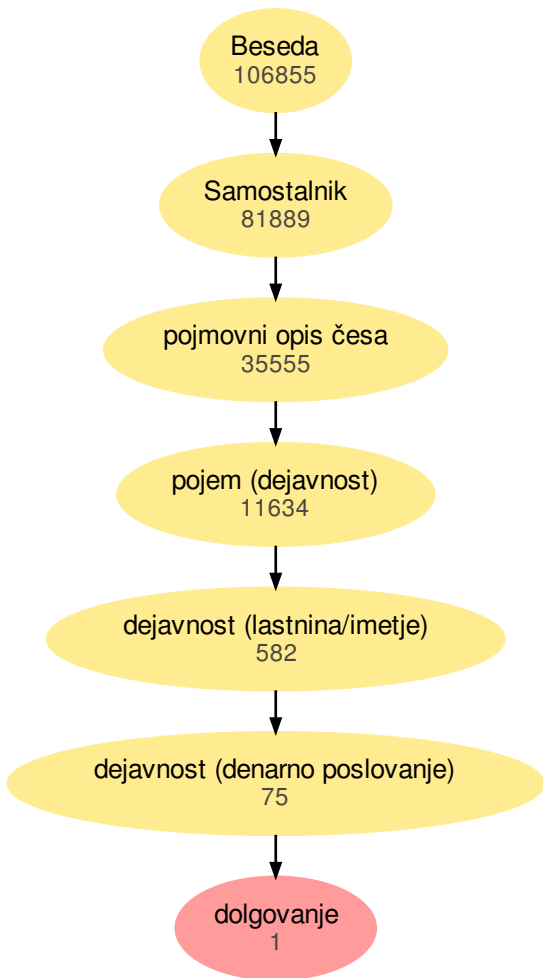 Beseda
106855
Samostalnik
81889
pojmovni opis česa
35555
pojem (dejavnost)
11634
dejavnost (lastnina/imetje)
582
dejavnost (denarno poslovanje)
75
dolgovanje
1